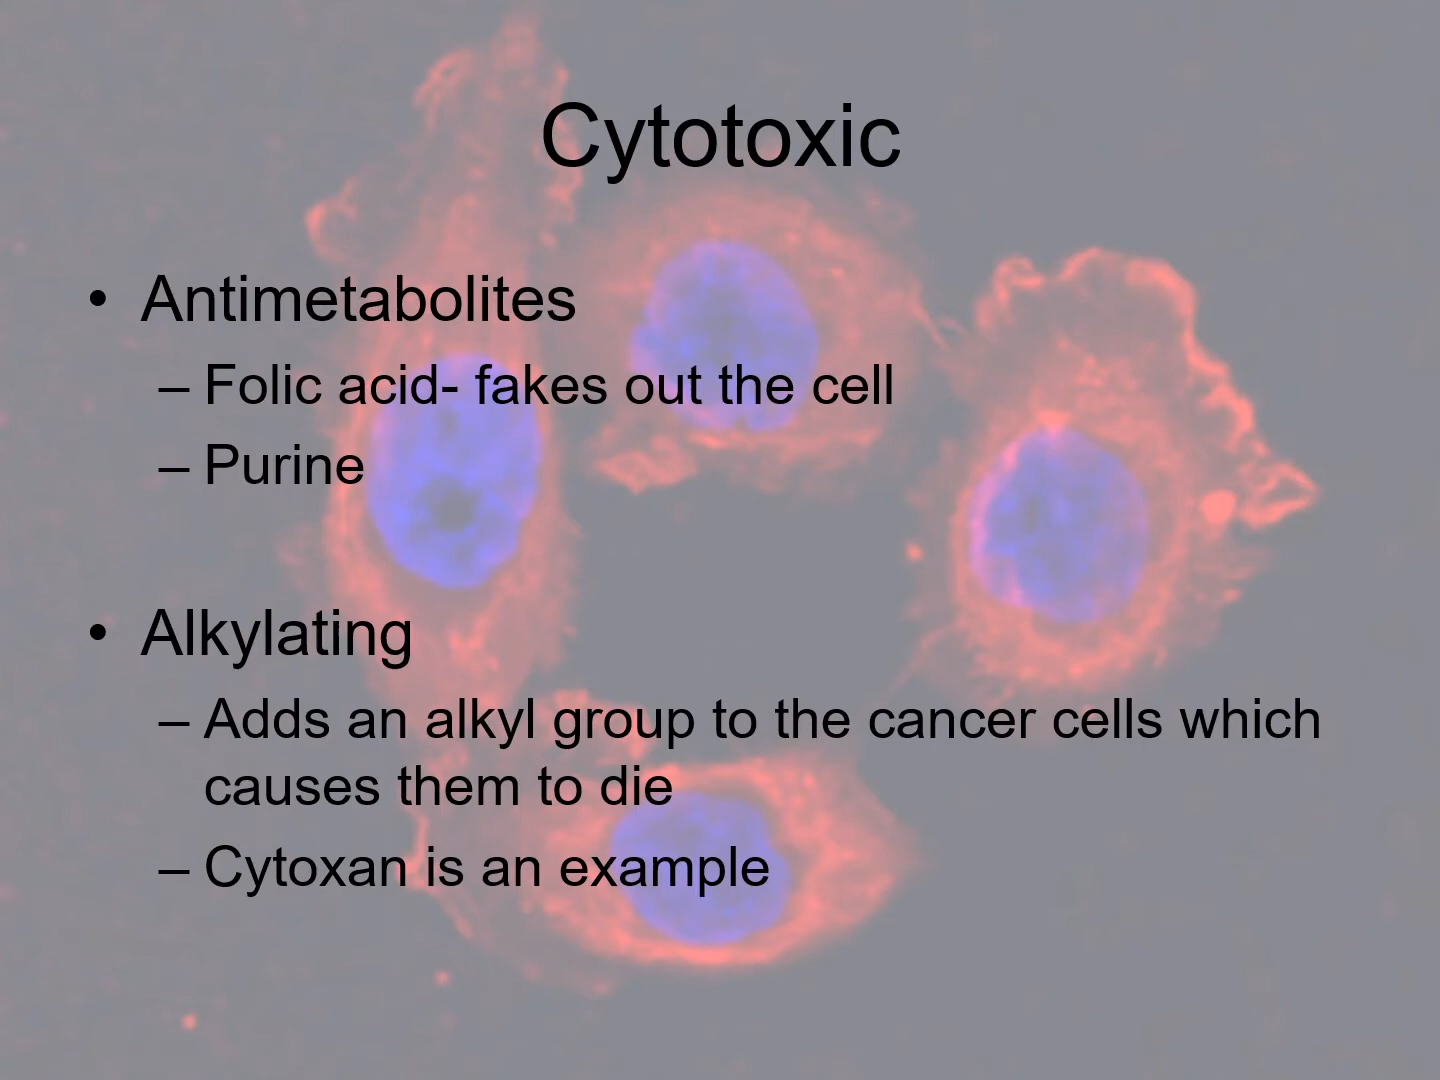 Cytotoxic
• Antimetabolites
– Folic acid- fakes out the cell
– Purine
• Alkylating
– Adds an alkyl group to the cancer cells which
causes them to die
– Cytoxan is an example